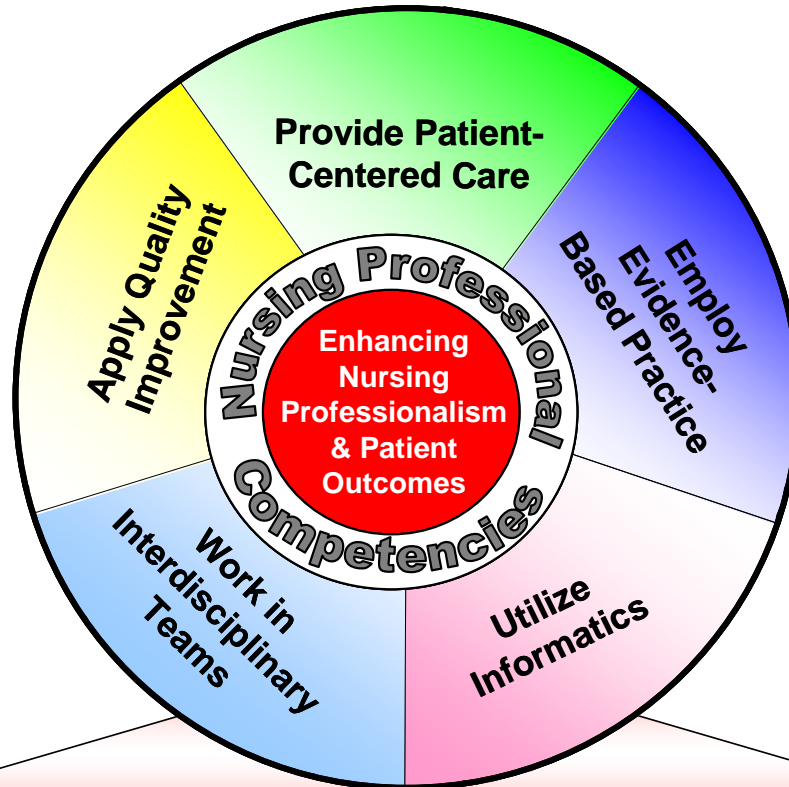 Provide Patient-
Centered Care
Employ
Evidence-
Based Practice
Utilize
Informatics
Work in
Interdisciplinary
Teams
Apply Quality
Improvement
Nursing Professional
Competencies
Enhancing
Nursing
Professionalism
& Patient
Outcomes